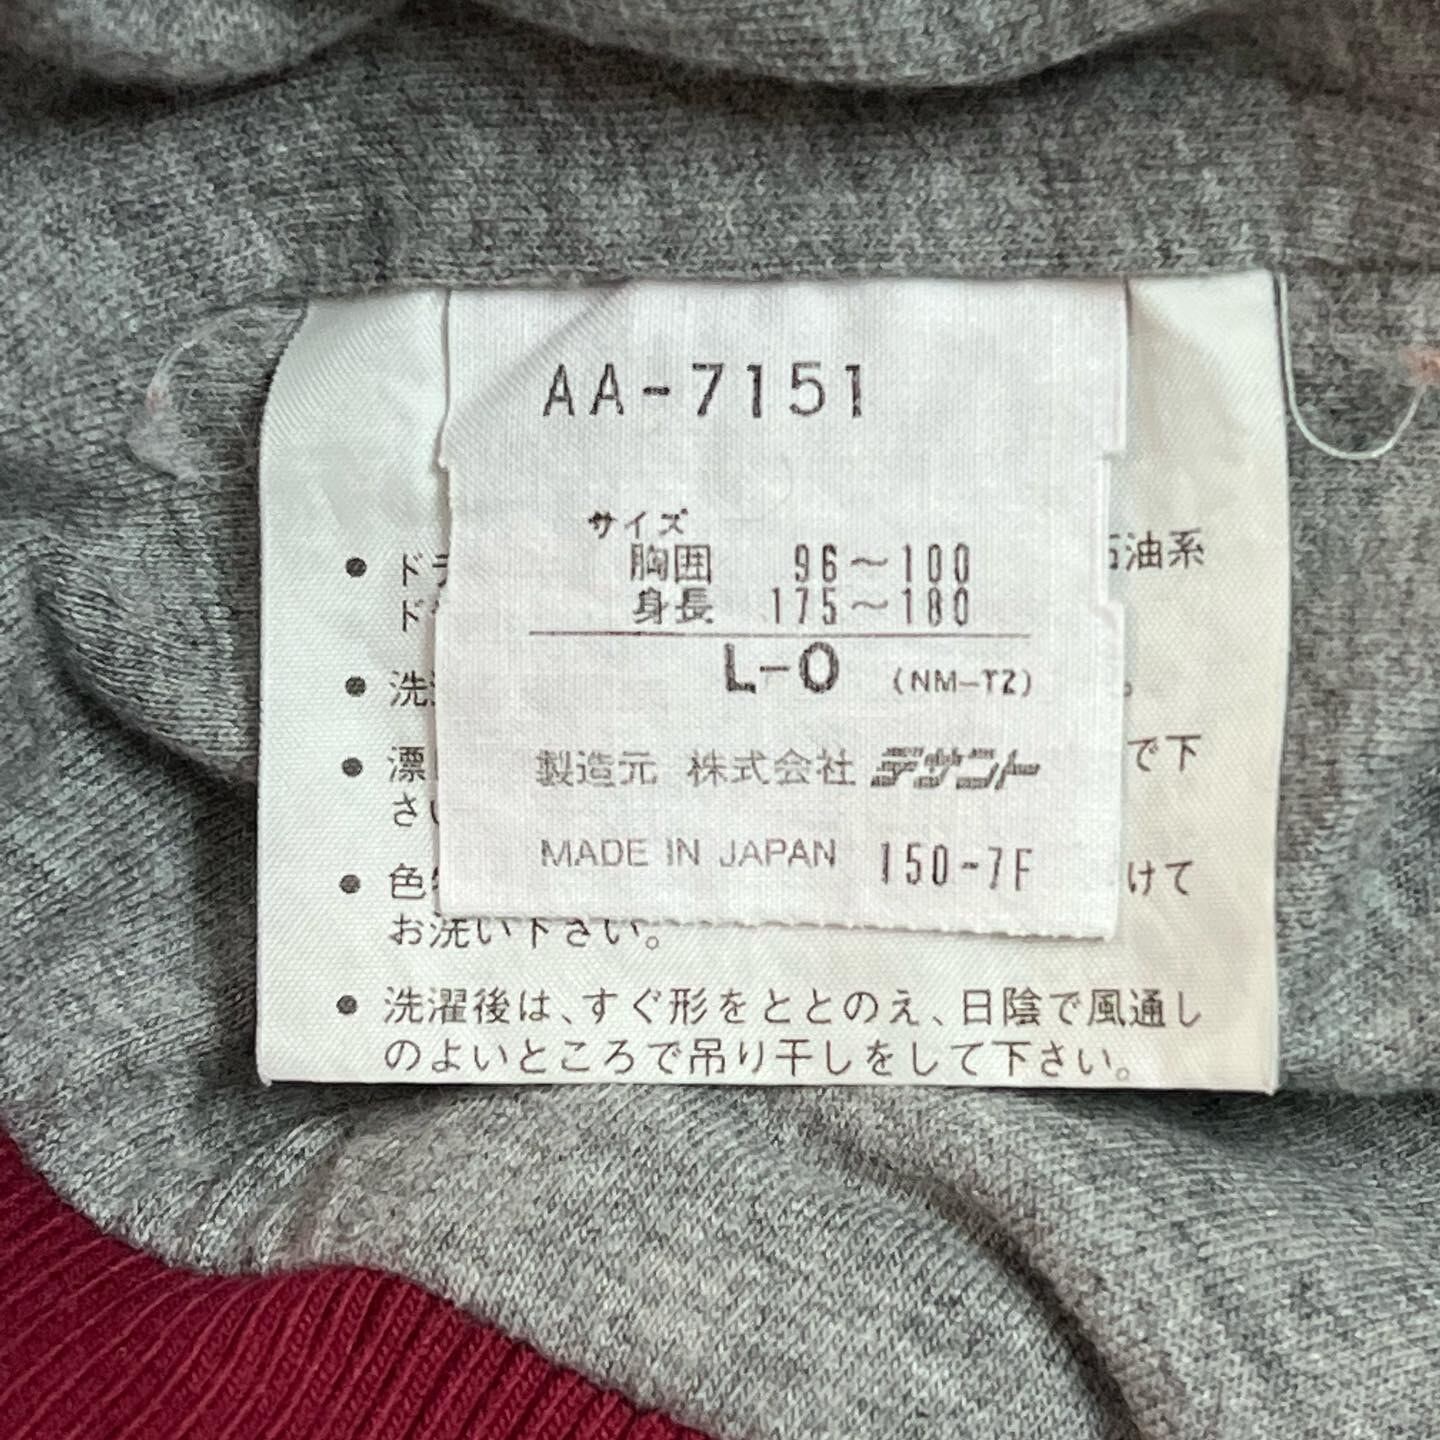 AA-7151
サイズ
胸囲 96～100
身長 175～180
L-O (NM-T2)
製造元 株式会社 デサント
MADE IN JAPAN 150-7F
● ド 石油系
ド
● 洗
● 漂 で下
さい
● 色 けて
お洗い下さい。
● 洗濯後は、すぐ形をととのえ、日陰で風通し
のよいところで吊り干しをして下さい。